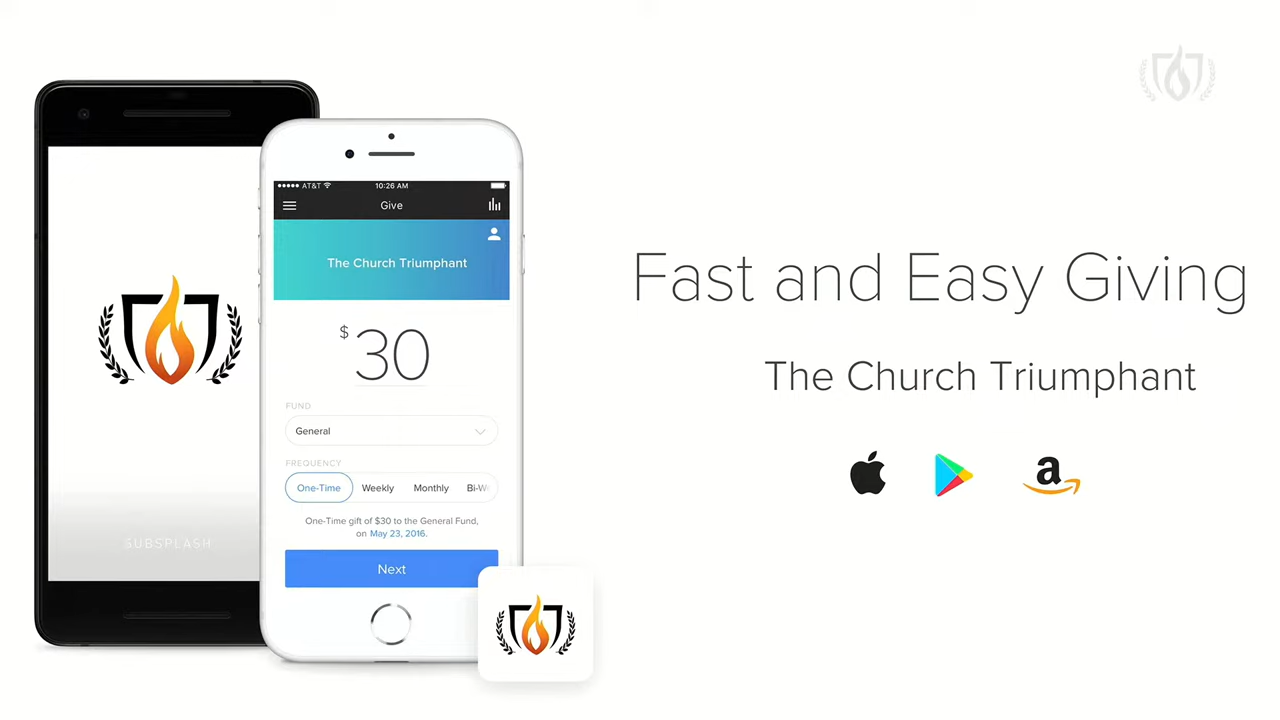 SUBSPLASH
AT&T 10:26 AM
Give
The Church Triumphant
$30
FUND
General
FREQUENCY
One-Time Weekly Monthly Bi-W
One-Time gift of $30 to the General Fund,
on May 23, 2016.
Next
Fast and Easy Giving
The Church Triumphant
a